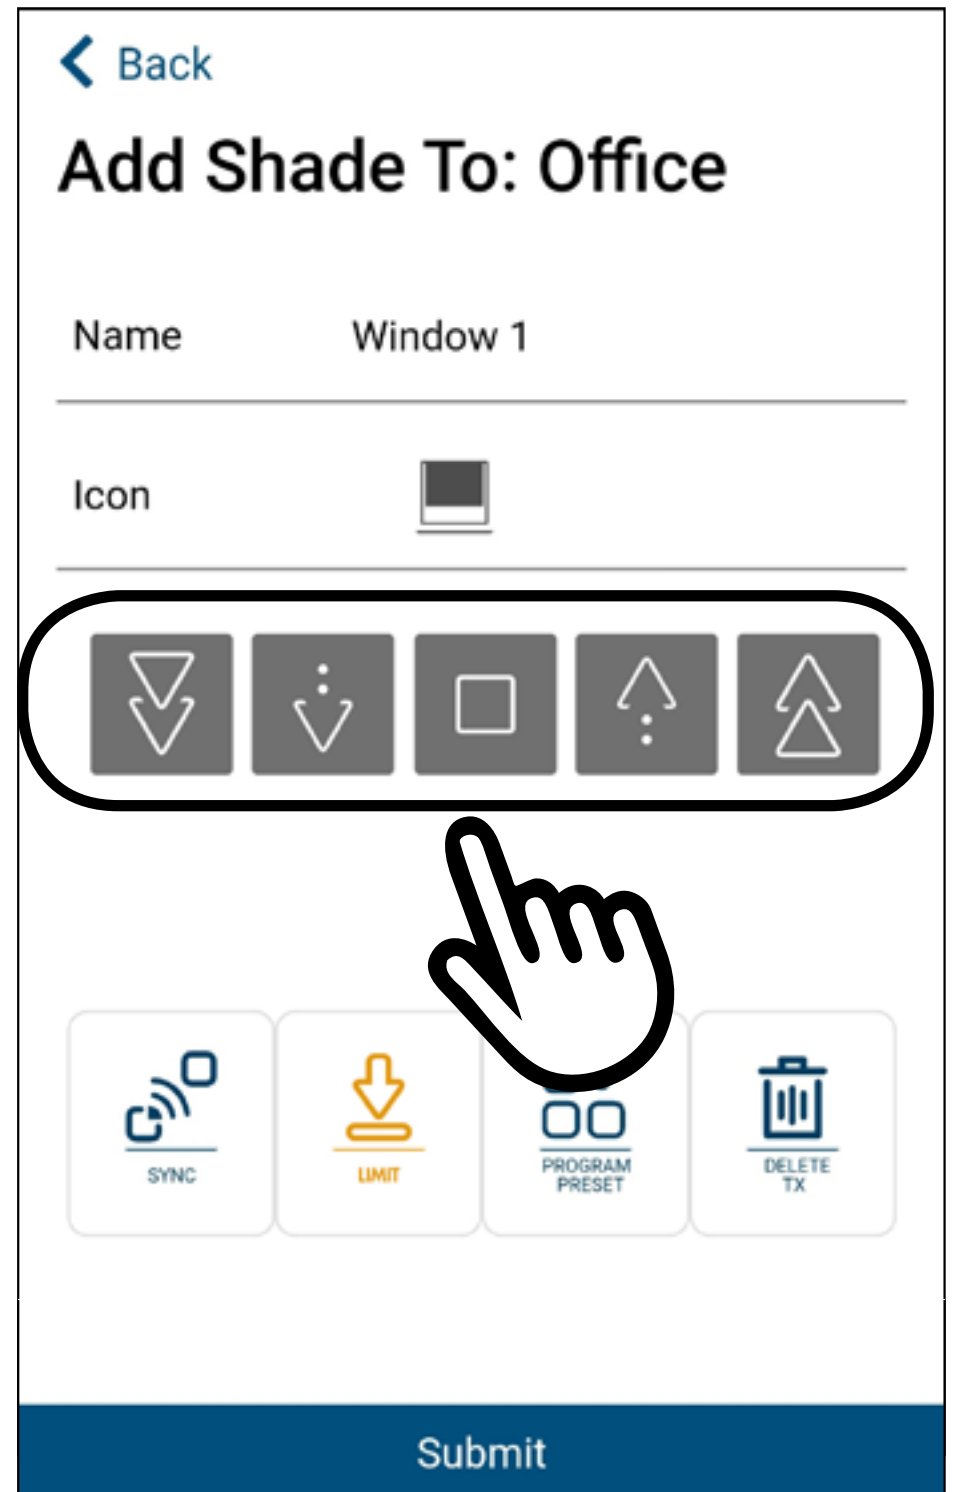 Back
Add Shade To: Office
Name Window 1
Icon
SYNC LIMIT PROGRAM PRESET DELETE TX
Submit